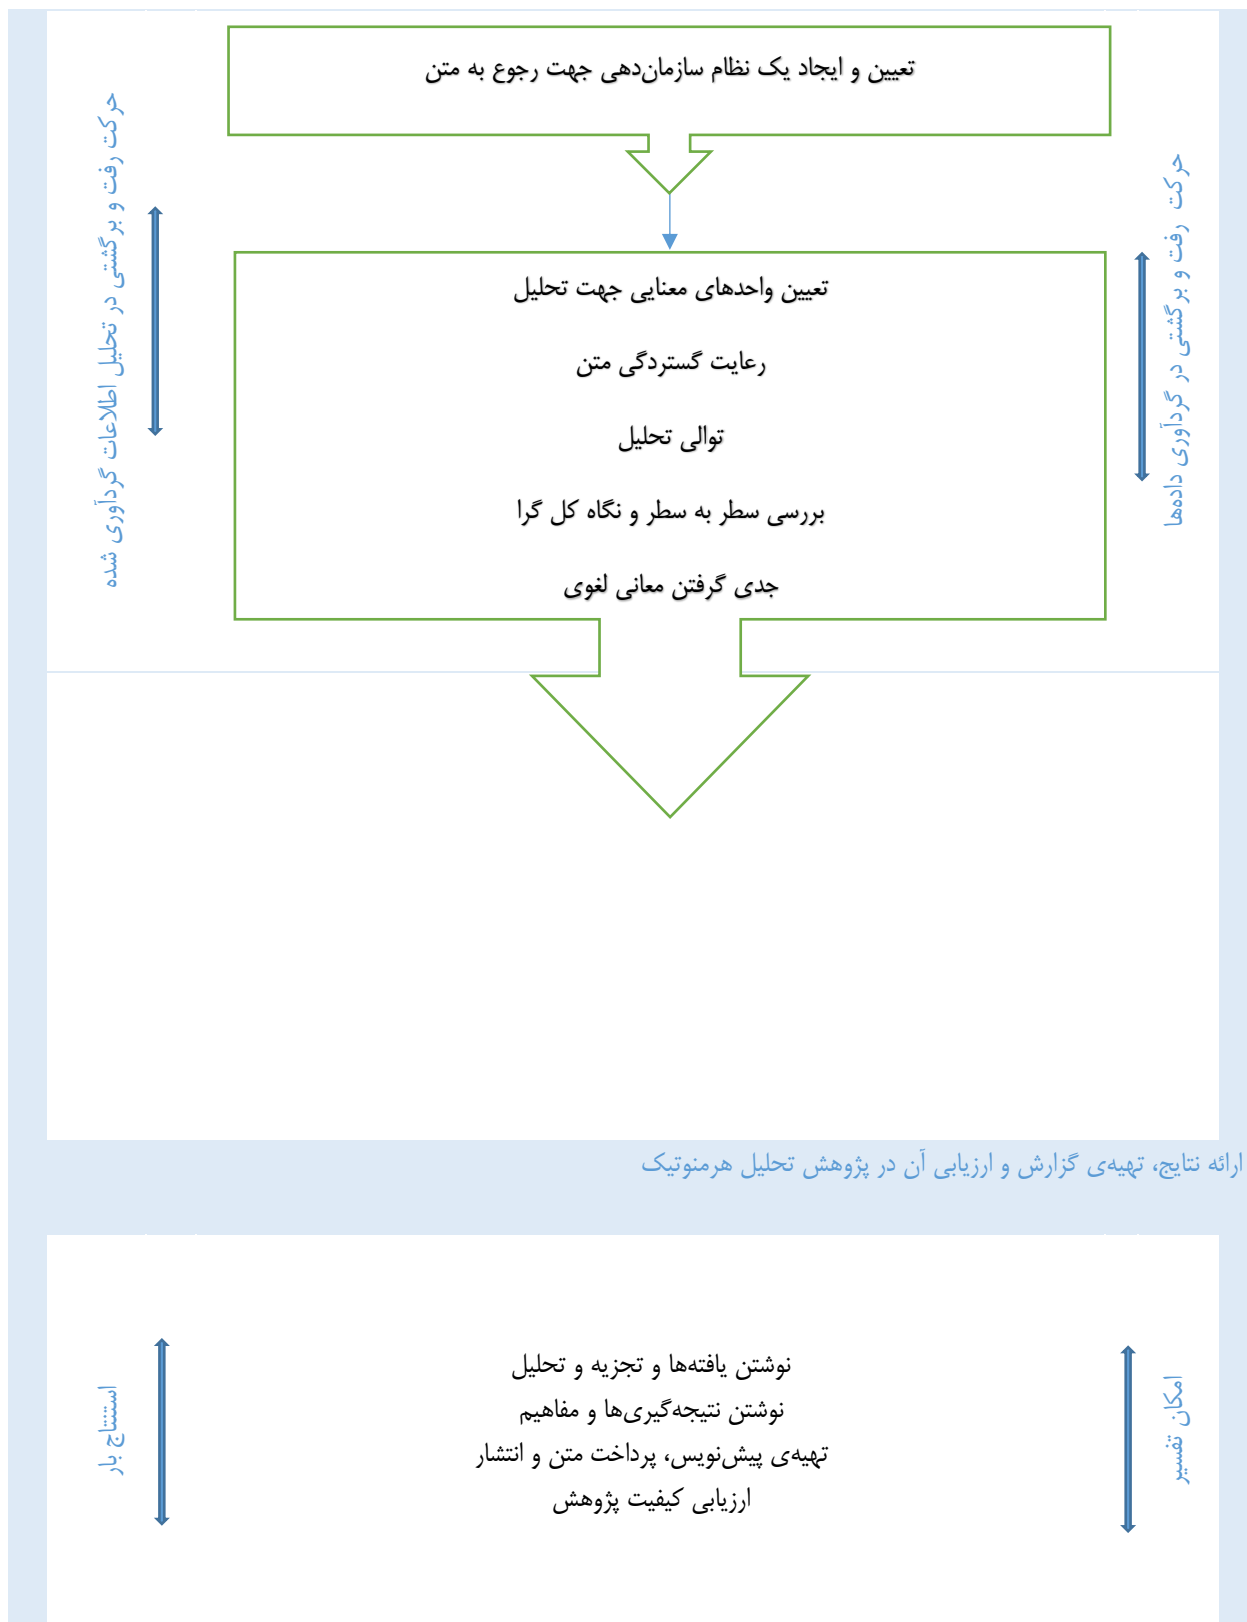 تعیین و ایجاد یک نظام سازمان‌دهی جهت رجوع به متن
حرکت رفت و برگشتی در گردآوری داده‌ها
حرکت رفت و برگشتی در تحلیل اطلاعات گردآوری شده
تعیین واحدهای معنایی جهت تحلیل
رعایت گستردگی متن
توالی تحلیل
بررسی سطر به سطر و نگاه کل گرا
جدی گرفتن معانی لغوی
ارائه نتایج، تهیه‌ی گزارش و ارزیابی آن در پژوهش تحلیل هرمنوتیک
امکان تفسیر
نوشتن یافته‌ها و تجزیه و تحلیل
نوشتن نتیجه‌گیری‌ها و مفاهیم
تهیه‌ی پیش‌نویس، پرداخت متن و انتشار
ارزیابی کیفیت پژوهش
استنتاج بار